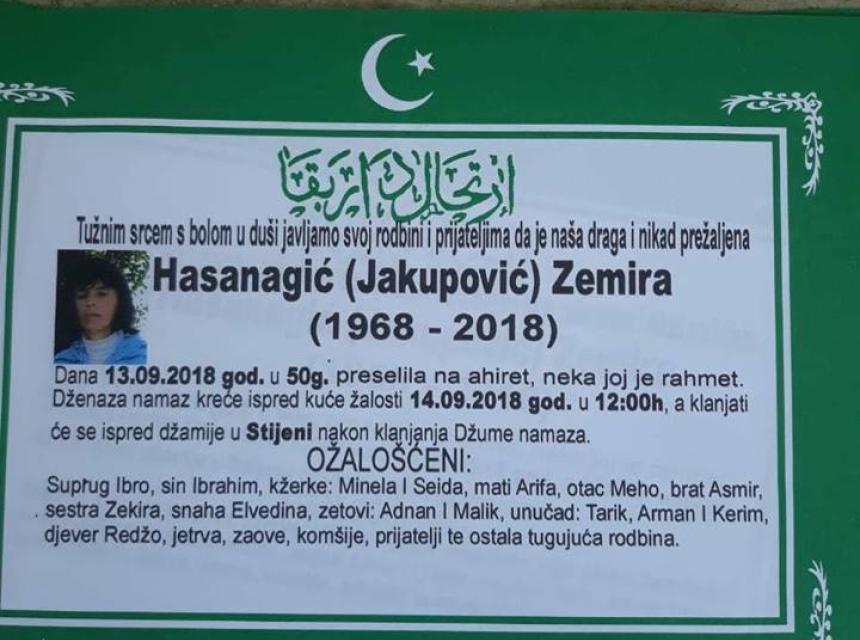 ارتحال دار بقا
Tužnim srcem s bolom u duši javljamo svoj rodbini i prijateljima da je naša draga i nikad prežaljena
Hasanagić (Jakupović) Zemira
(1968 - 2018)
Dana 13.09.2018 god. u 50g. preselila na ahiret, neka joj je rahmet.
Dženaza namaz kreće ispred kuće žalosti 14.09.2018 god. u 12:00h, a klanjati
će se ispred džamije u Stijeni nakon klanjanja Džume namaza.
OŽALOŠĆENI:
Suprug Ibro, sin Ibrahim, kžerke: Minela I Seida, mati Arifa, otac Meho, brat Asmir,
sestra Zekira, snaha Elvedina, zetovi: Adnan I Malik, unučad: Tarik, Arman I Kerim,
djever Redžo, jetrva, zaove, komšije, prijatelji te ostala tugujuća rodbina.